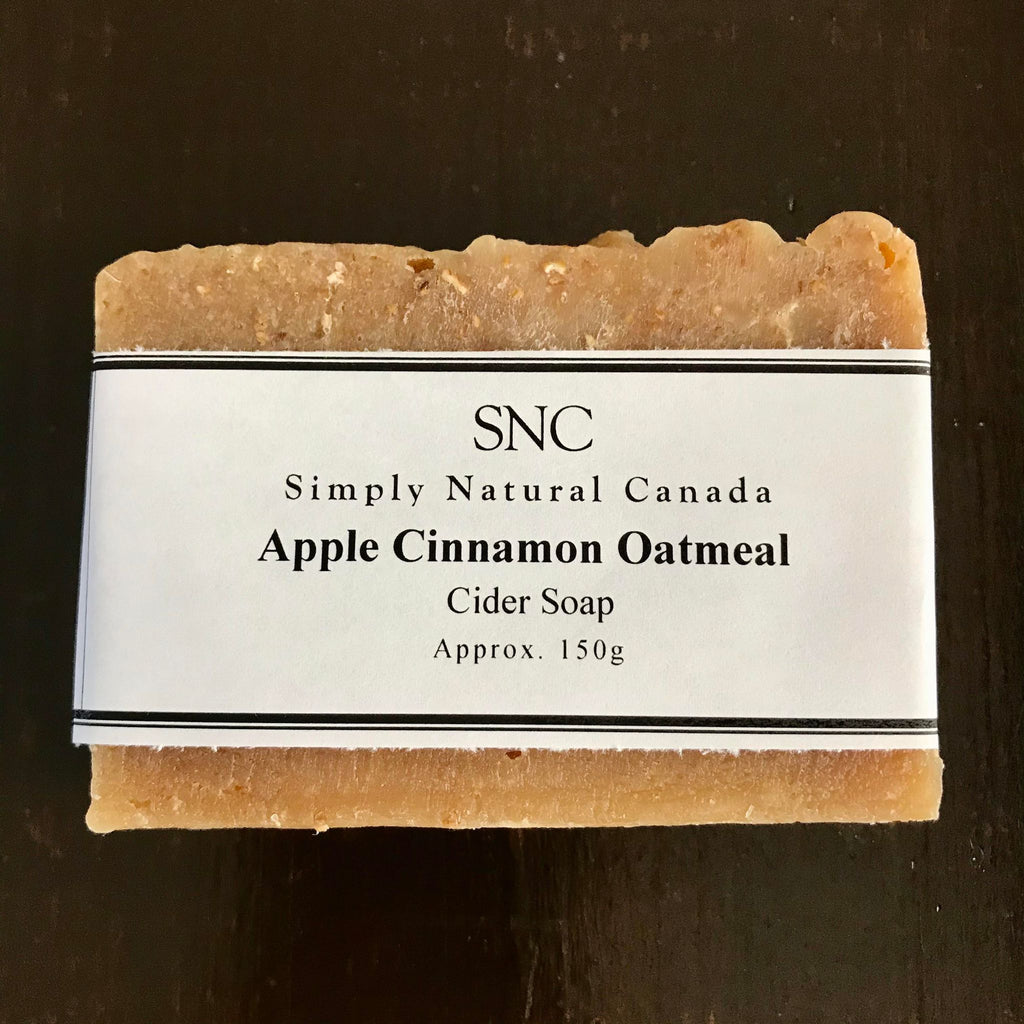 SNC
Simply Natural Canada
Apple Cinnamon Oatmeal
Cider Soap
Approx. 150g